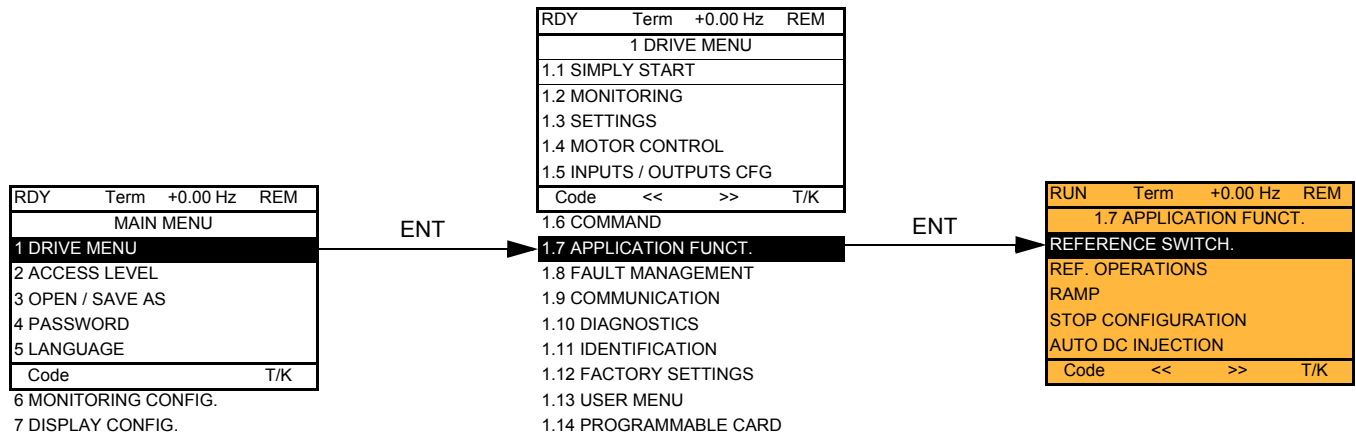 RDY Term +0.00 Hz REM
MAIN MENU
1 DRIVE MENU
2 ACCESS LEVEL
3 OPEN / SAVE AS
4 PASSWORD
5 LANGUAGE
Code T/K
6 MONITORING CONFIG.
7 DISPLAY CONFIG.
ENT
RDY Term +0.00 Hz REM
1 DRIVE MENU
1.1 SIMPLY START
1.2 MONITORING
1.3 SETTINGS
1.4 MOTOR CONTROL
1.5 INPUTS / OUTPUTS CFG
Code << >> T/K
1.6 COMMAND
1.7 APPLICATION FUNCT.
1.8 FAULT MANAGEMENT
1.9 COMMUNICATION
1.10 DIAGNOSTICS
1.11 IDENTIFICATION
1.12 FACTORY SETTINGS
1.13 USER MENU
1.14 PROGRAMMABLE CARD
ENT
RUN Term +0.00 Hz REM
1.7 APPLICATION FUNCT.
REFERENCE SWITCH.
REF. OPERATIONS
RAMP
STOP CONFIGURATION
AUTO DC INJECTION
Code << >> T/K